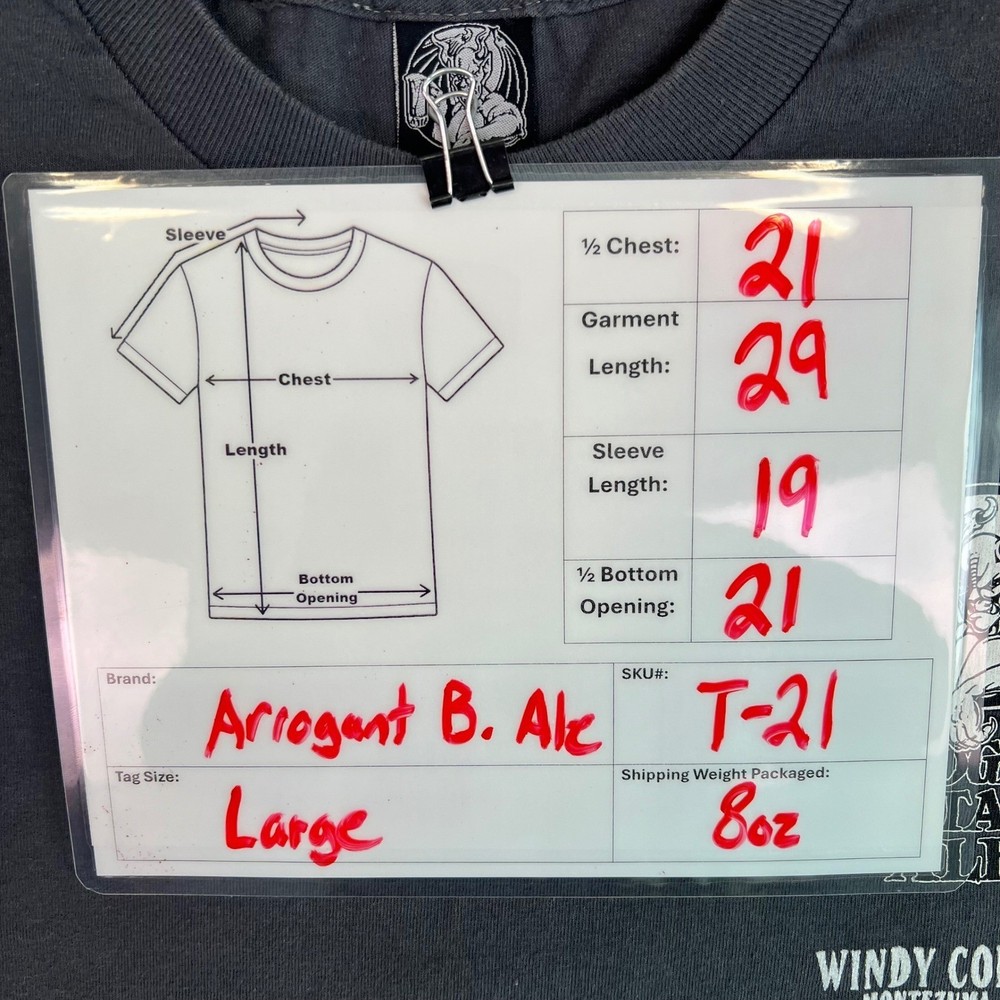 Sleeve
Chest
Length
Bottom
Opening
½ Chest: 21
Garment
Length: 29
Sleeve
Length: 19
½ Bottom
Opening: 21
Brand: Arrogant B. Ale
SKU#: T-21
Tag Size: Large
Shipping Weight Packaged: 8oz
WINDY